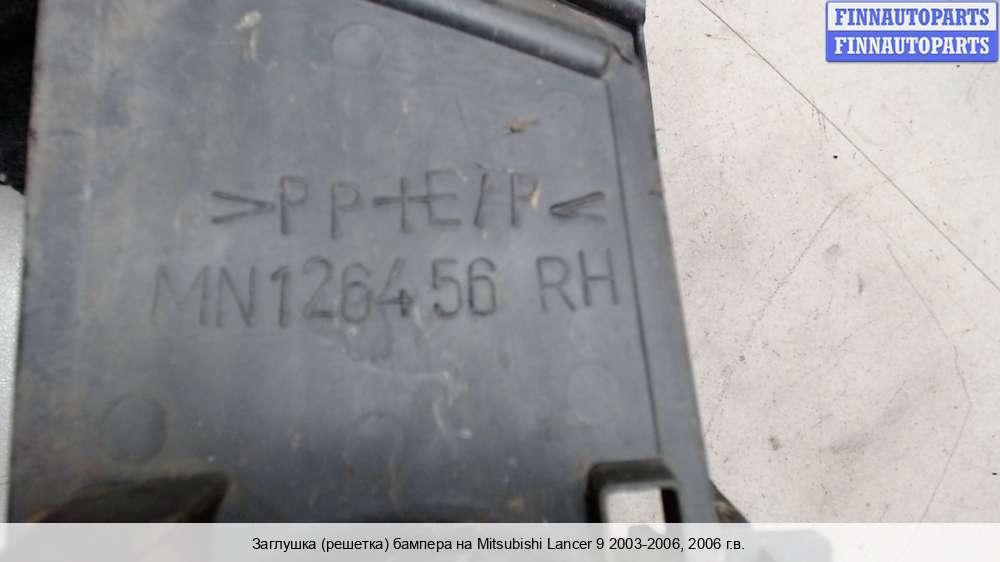 FINNAUTOPARTS
FINNAUTOPARTS
>PP+E/P<
MN126456 RH
Заглушка (решетка) бампера на Mitsubishi Lancer 9 2003-2006, 2006 г.в.